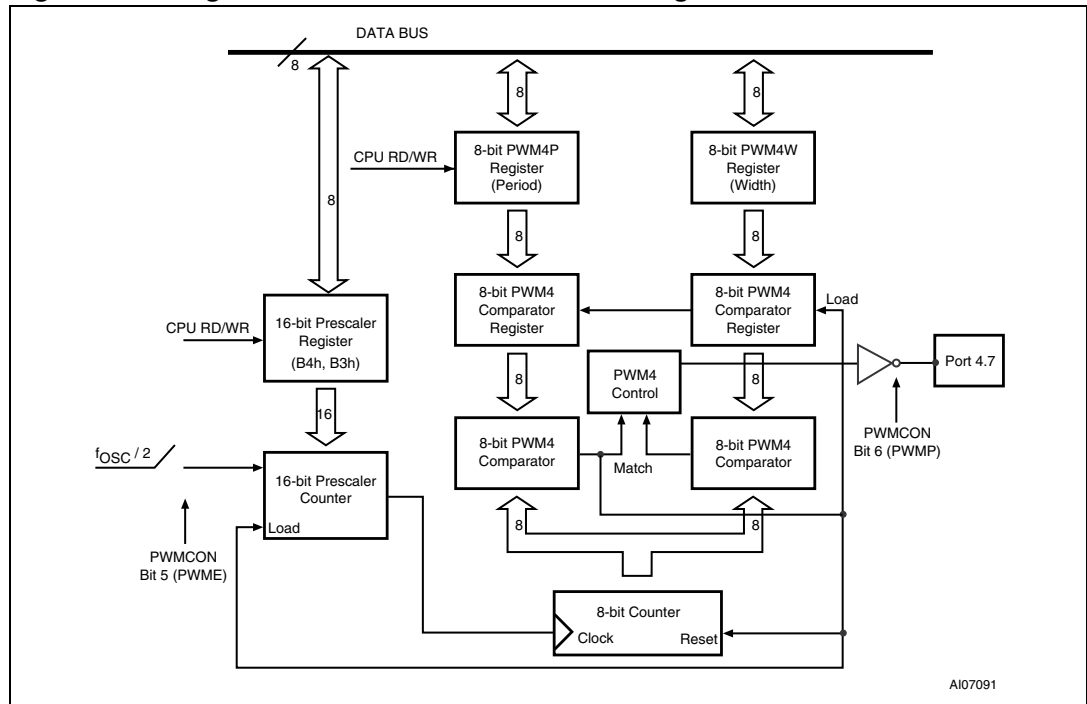 DATA BUS
8
8
8
CPU RD/WR
8-bit PWM4P
Register
(Period)
8-bit PWM4W
Register
(Width)
8
8
8
CPU RD/WR
16-bit Prescaler
Register
(B4h, B3h)
8-bit PWM4
Comparator
Register
8-bit PWM4
Comparator
Register
Load
PWM4
Control
Port 4.7
8
8
16
8-bit PWM4
Comparator
Match
8-bit PWM4
Comparator
PWMCON
Bit 6 (PWMP)
fOSC / 2
16-bit Prescaler
Counter
Load
8
8
PWMCON
Bit 5 (PWME)
8-bit Counter
Clock
Reset
AI07091